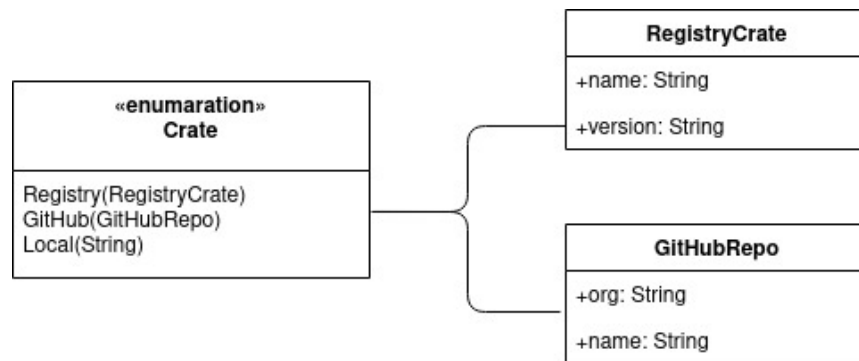 «enumaration»
Crate
Registry(RegistryCrate)
GitHub(GitHubRepo)
Local(String)
RegistryCrate
+name: String
+version: String
GitHubRepo
+org: String
+name: String